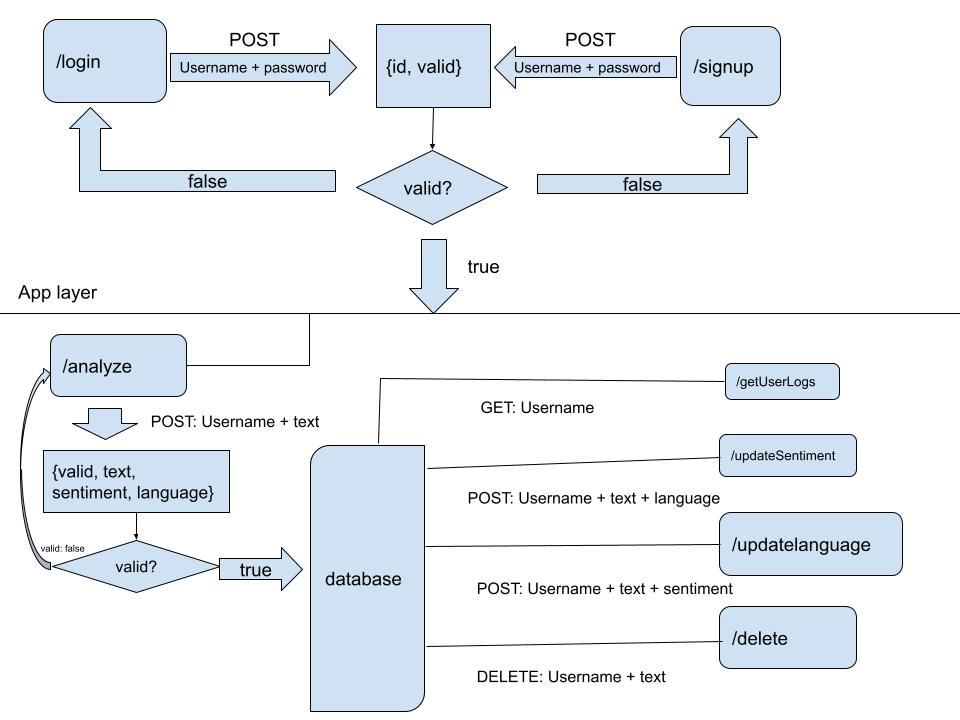 POST
POST
/login
Username + password
{id, valid}
Username + password
/signup
false
valid?
false
true
App layer
/analyze
/getUserLogs
GET: Username
POST: Username + text
/updateSentiment
{valid, text,
sentiment, language}
POST: Username + text + language
valid: false
valid?
true
database
/updatelanguage
POST: Username + text + sentiment
/delete
DELETE: Username + text